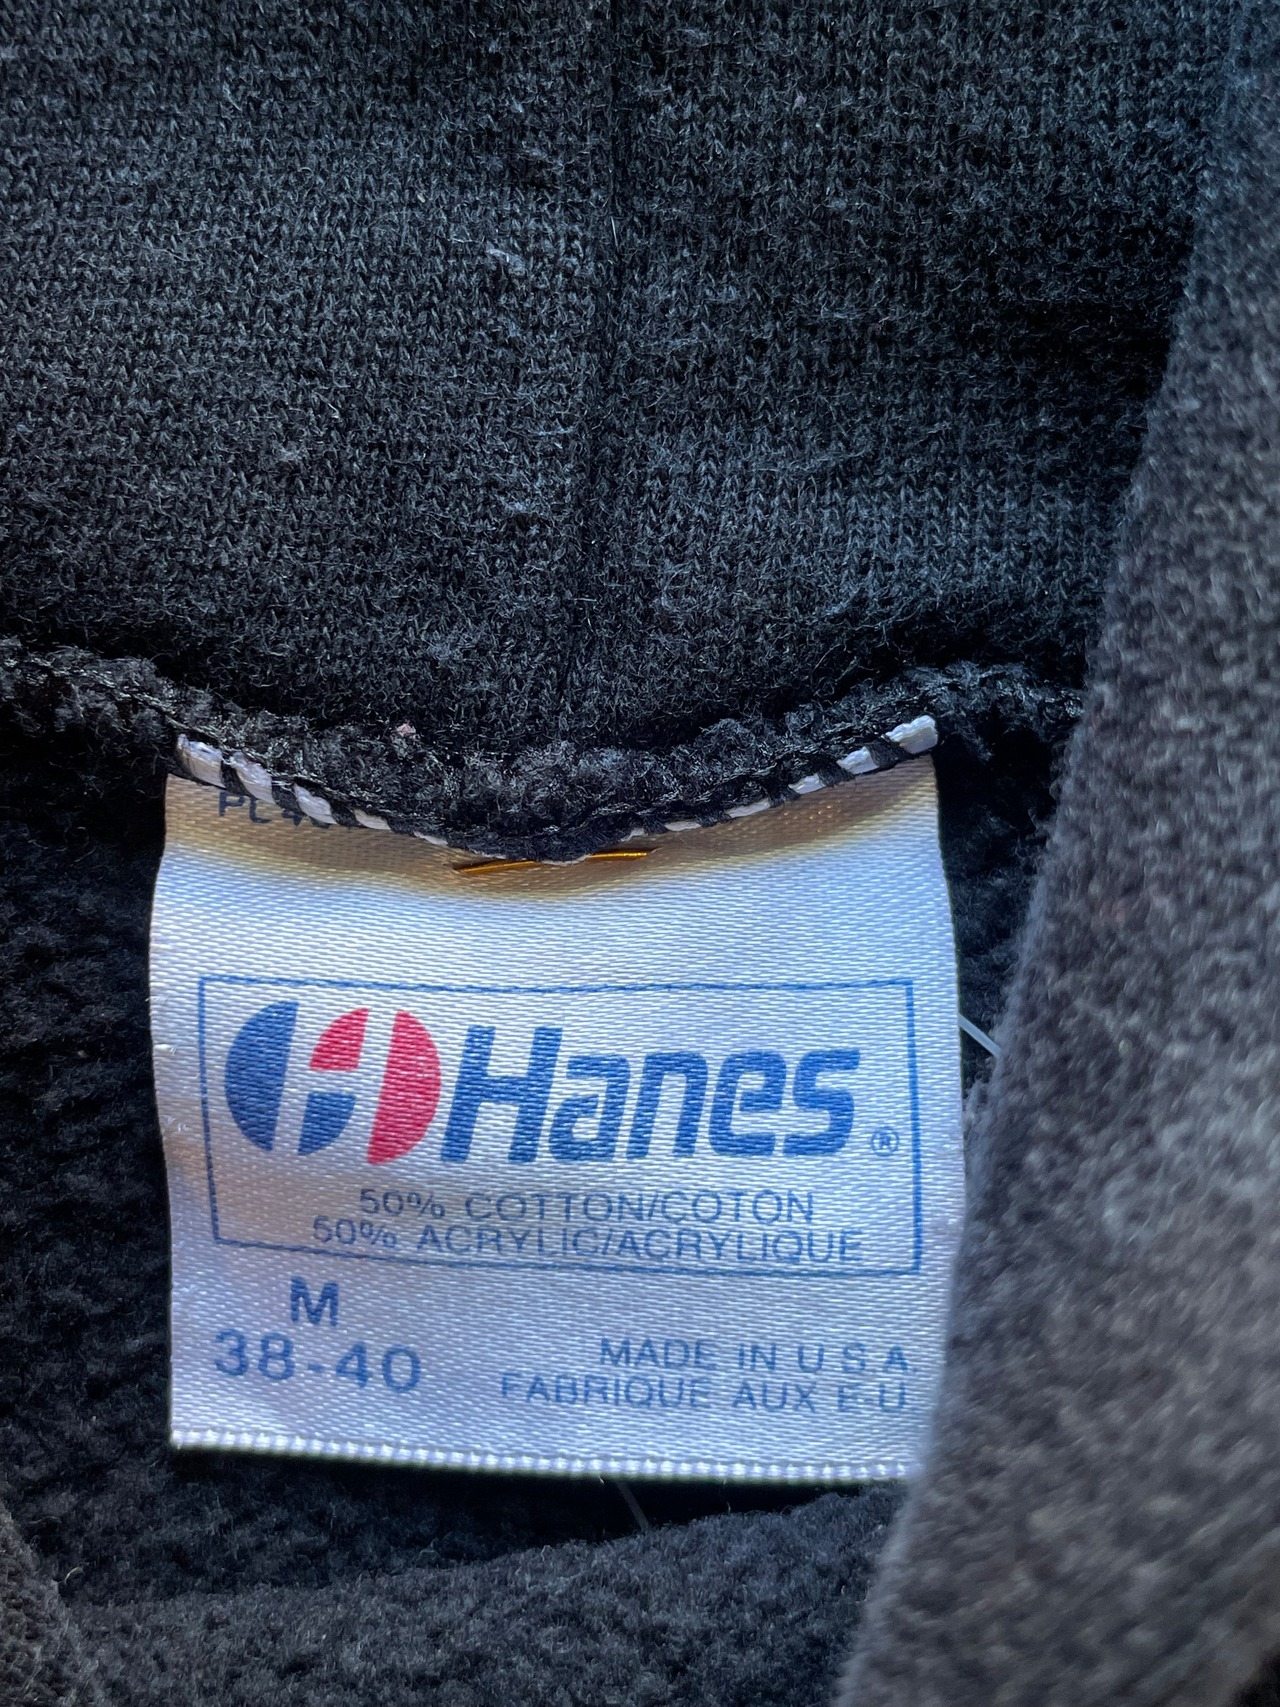 Hanes ®
50% COTTON/COTON
50% ACRYLIC/ACRYLIQUE
M
38-40
MADE IN U S A.
FABRIQUE AUX E-U